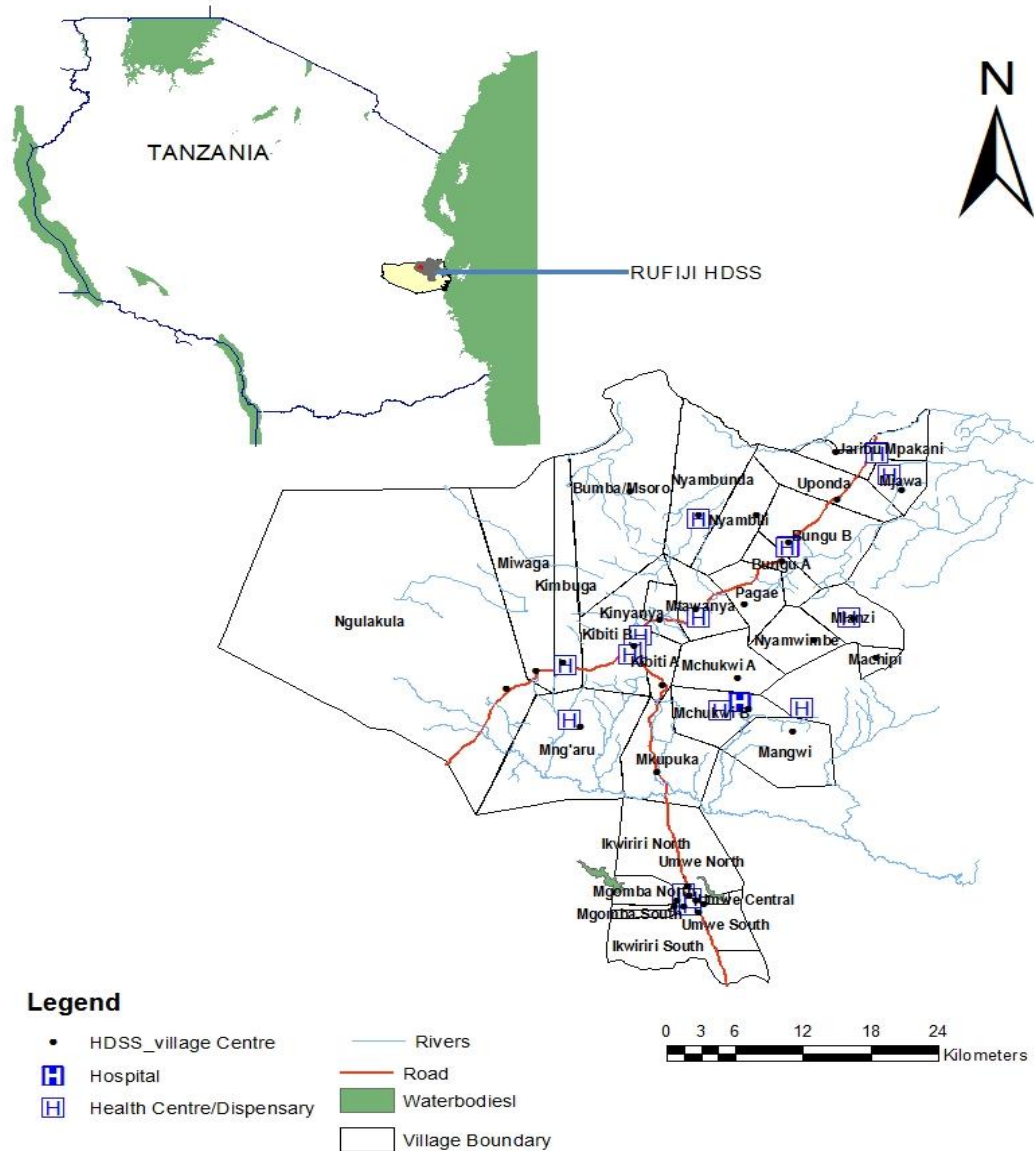 N
TANZANIA
RUFIJI HDSS
Jaribu Mpakani
Mjawa
Uponda
Nyambunda
Bumba/Msoro
Nyambili
Bungu B
Bungu A
Miwaga
Kimbuga
Pagae
Ngulakula
Kinyanya
Mtawanya
Mlanzi
Kibiti B
Nyamwimbe
Kibiti A
Mchukwi A
Machipi
Mchukwi B
Mng'aru
Mangwi
Mkupuka
Ikwiriri North
Umwe North
Mgomba North
Umwe Central
Mgomba South
Umwe South
Ikwiriri South
Legend
HDSS_village Centre
H Hospital
H Health Centre/Dispensary
Rivers
Road
Waterbodiesl
Village Boundary
0 3 6 12 18 24
Kilometers